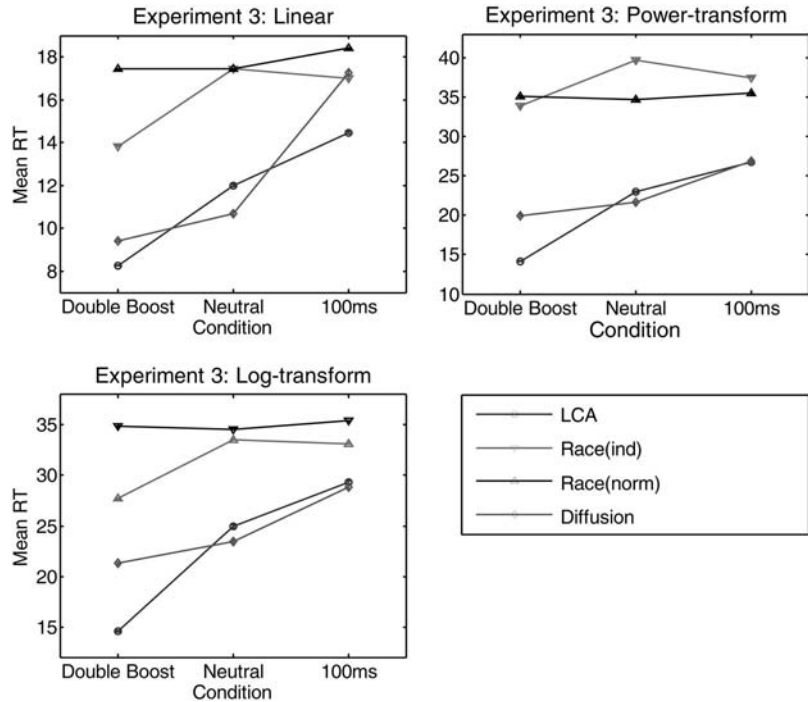 Experiment 3: Linear
Mean RT
18
16
14
12
10
8
Double Boost Neutral 100ms
Condition
Experiment 3: Power-transform
40
35
30
25
20
15
10
Double Boost Neutral 100ms
Condition
Experiment 3: Log-transform
Mean RT
35
30
25
20
15
Double Boost Neutral 100ms
Condition
LCA
Race(ind)
Race(norm)
Diffusion